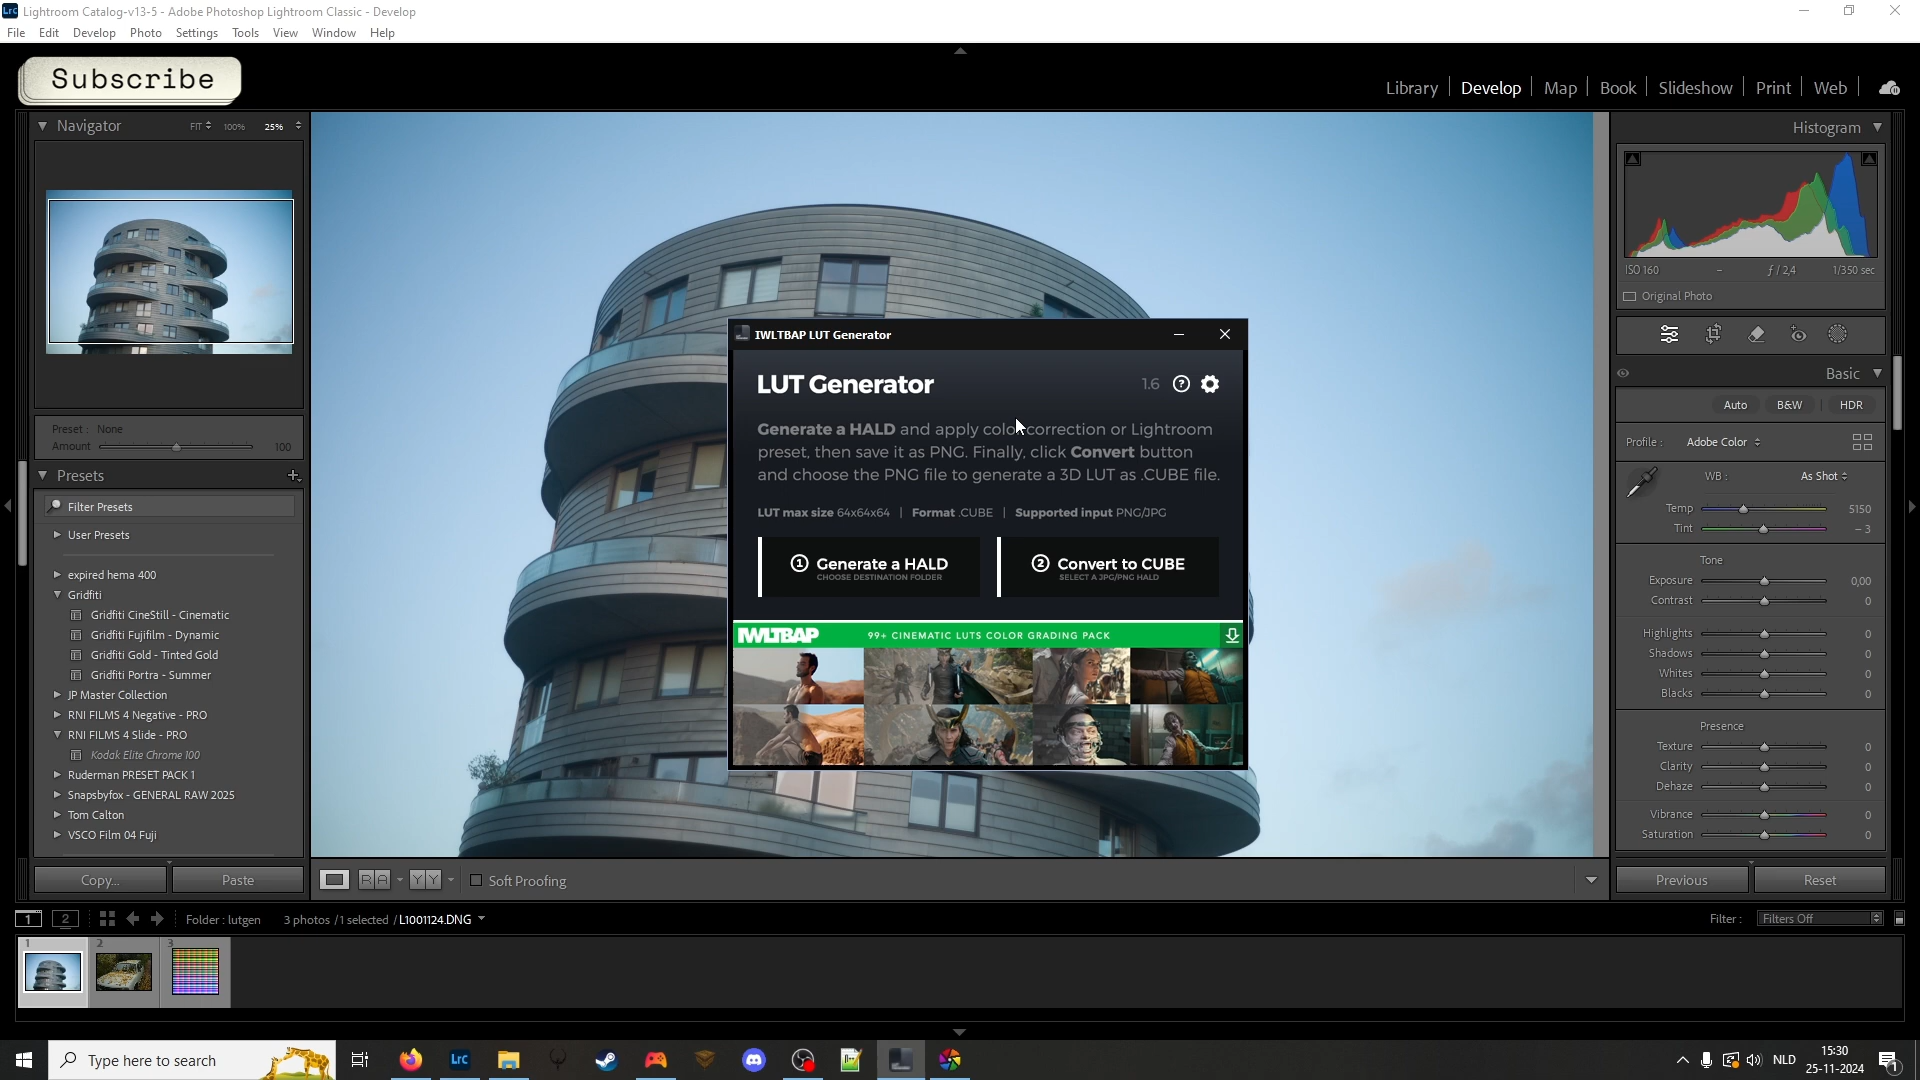 Lrc Lightroom Catalog-v13-5 - Adobe Photoshop Lightroom Classic - Develop
File Edit Develop Photo Settings Tools View Window Help
Subscribe
Library Develop Map Book Slideshow Print Web
Navigator FIT 100% 25%
Preset: None
Amount 100
Presets
Filter Presets
User Presets
expired hema 400
Gridfiti
Gridfiti CineStill - Cinematic
Gridfiti Fujifilm - Dynamic
Gridfiti Gold - Tinted Gold
Gridfiti Portra - Summer
JP Master Collection
RNI FILMS 4 Negative - PRO
RNI FILMS 4 Slide - PRO
Kodak Elite Chrome 100
Ruderman PRESET PACK 1
Snapsbyfox - GENERAL RAW 2025
Tom Calton
VSCO Film 04 Fuji
Copy... Paste
IWLTBAP LUT Generator
LUT Generator 1.6 ?
Generate a HALD and apply color correction or Lightroom
preset, then save it as PNG. Finally, click Convert button
and choose the PNG file to generate a 3D LUT as .CUBE file.
LUT max size 64x64x64 | Format .CUBE | Supported input PNG/JPG
1 Generate a HALD
CHOOSE DESTINATION FOLDER
2 Convert to CUBE
SELECT A JPG/PNG HALD
IWLTBAP 99+ CINEMATIC LUTS COLOR GRADING PACK
Histogram
ISO 160 - ƒ / 2,4 1/350 sec
Original Photo
Basic
Auto B&W | HDR
Profile : Adobe Color
WB : As Shot
Temp 5150
Tint - 3
Tone
Exposure 0,00
Contrast 0
Highlights 0
Shadows 0
Whites 0
Blacks 0
Presence
Texture 0
Clarity 0
Dehaze 0
Vibrance 0
Saturation 0
Previous Reset
R A Y Y Soft Proofing
1 2 Folder : lutgen 3 photos / 1 selected / L1001124.DNG
Filter : Filters Off
1 2 3
Type here to search
Lrc
NLD 15:30
25-11-2024
1